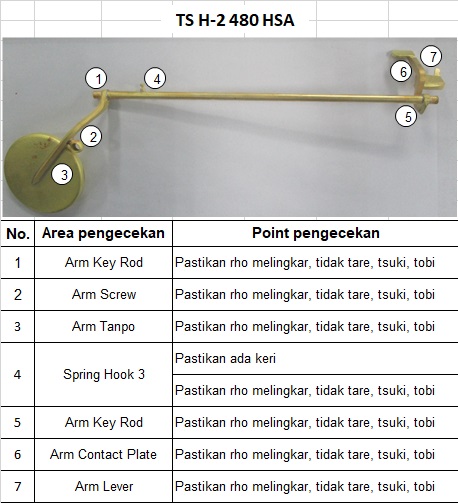 TS H-2 480 HSA
1
4
7
6
5
2
3
No. Area pengecekan Point pengecekan
1 Arm Key Rod Pastikan rho melingkar, tidak tare, tsuki, tobi
2 Arm Screw Pastikan rho melingkar, tidak tare, tsuki, tobi
3 Arm Tanpo Pastikan rho melingkar, tidak tare, tsuki, tobi
4 Spring Hook 3 Pastikan ada keri
Pastikan rho melingkar, tidak tare, tsuki, tobi
5 Arm Key Rod Pastikan rho melingkar, tidak tare, tsuki, tobi
6 Arm Contact Plate Pastikan rho melingkar, tidak tare, tsuki, tobi
7 Arm Lever Pastikan rho melingkar, tidak tare, tsuki, tobi